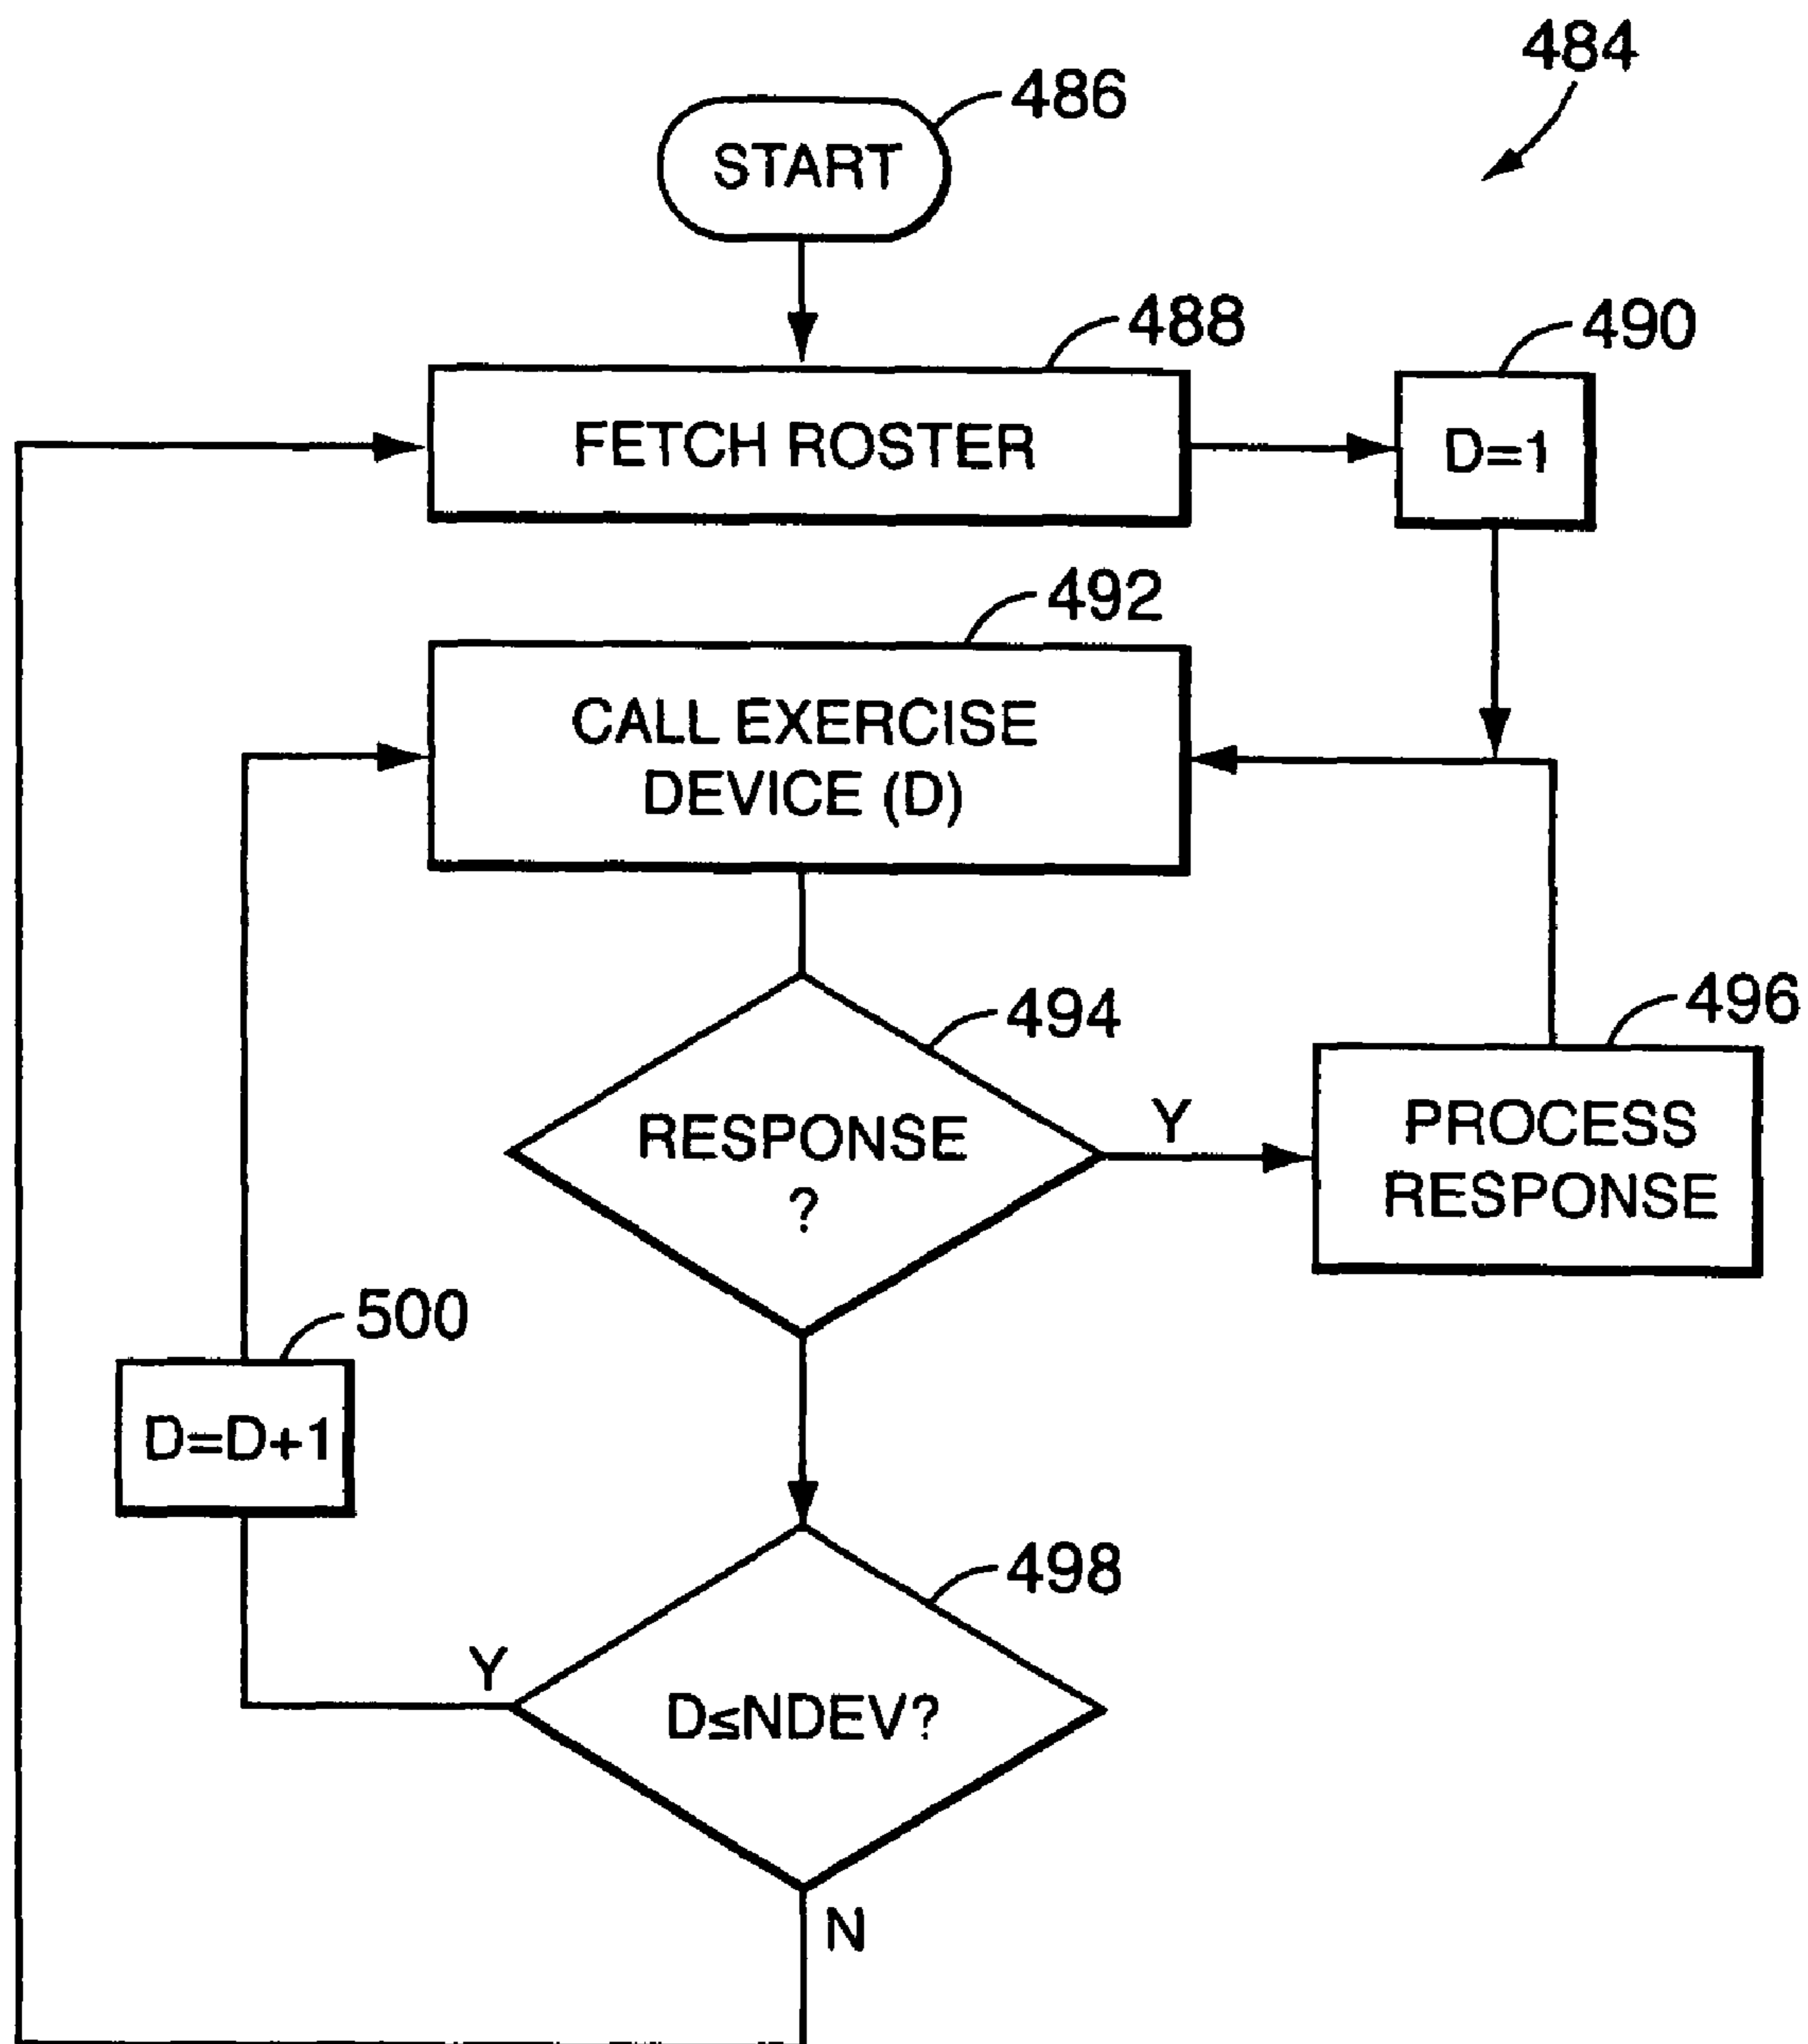 484
486
START
488
FETCH ROSTER
490
D=1
492
CALL EXERCISE
DEVICE (D)
494
RESPONSE
?
Y
496
PROCESS
RESPONSE
500
D=D+1
498
D≤NDEV?
Y
N